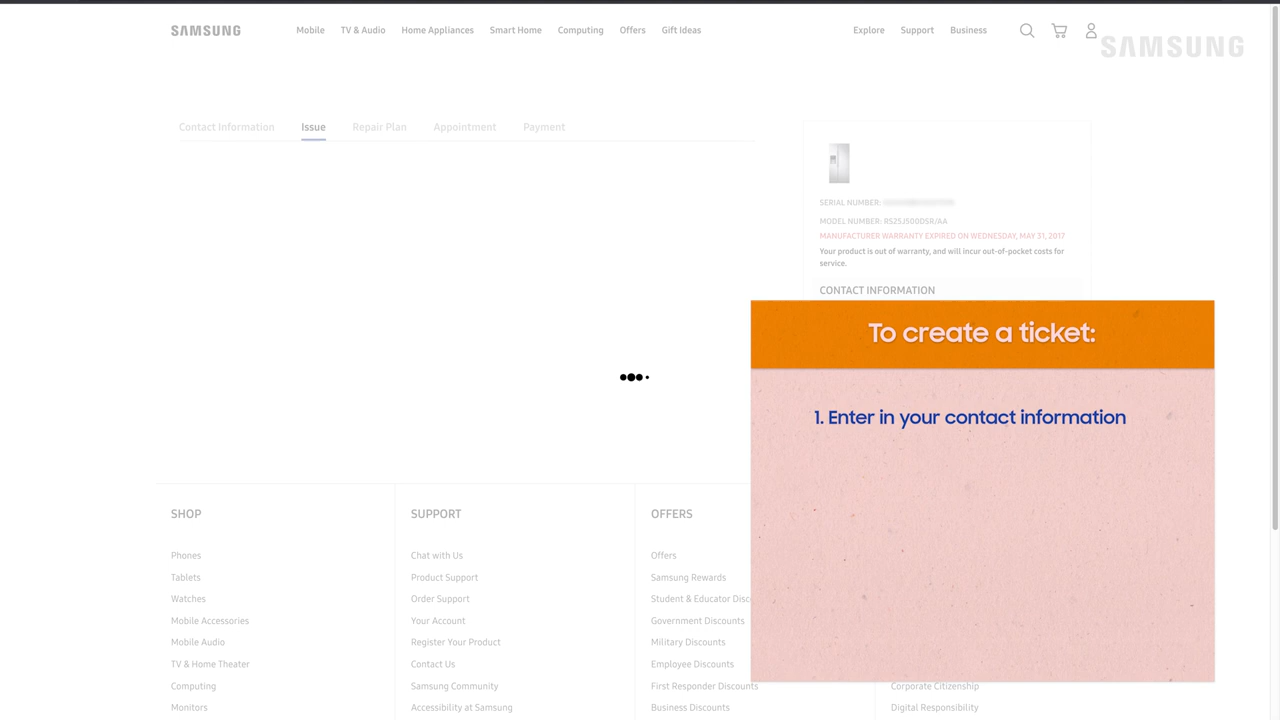 SAMSUNG
Mobile TV & Audio Home Appliances Smart Home Computing Offers Gift Ideas
Explore Support Business
SAMSUNG
Contact Information Issue Repair Plan Appointment Payment
SERIAL NUMBER:
MODEL NUMBER: RS25J500DSR/AA
MANUFACTURER WARRANTY EXPIRED ON WEDNESDAY, MAY 31, 2017
Your product is out of warranty, and will incur out-of-pocket costs for
service.
CONTACT INFORMATION
To create a ticket:
1. Enter in your contact information
SHOP
Phones
Tablets
Watches
Mobile Accessories
Mobile Audio
TV & Home Theater
Computing
Monitors
SUPPORT
Chat with Us
Product Support
Order Support
Your Account
Register Your Product
Contact Us
Samsung Community
Accessibility at Samsung
OFFERS
Offers
Samsung Rewards
Student & Educator Disc
Government Discounts
Military Discounts
Employee Discounts
First Responder Discounts
Business Discounts
Corporate Citizenship
Digital Responsibility